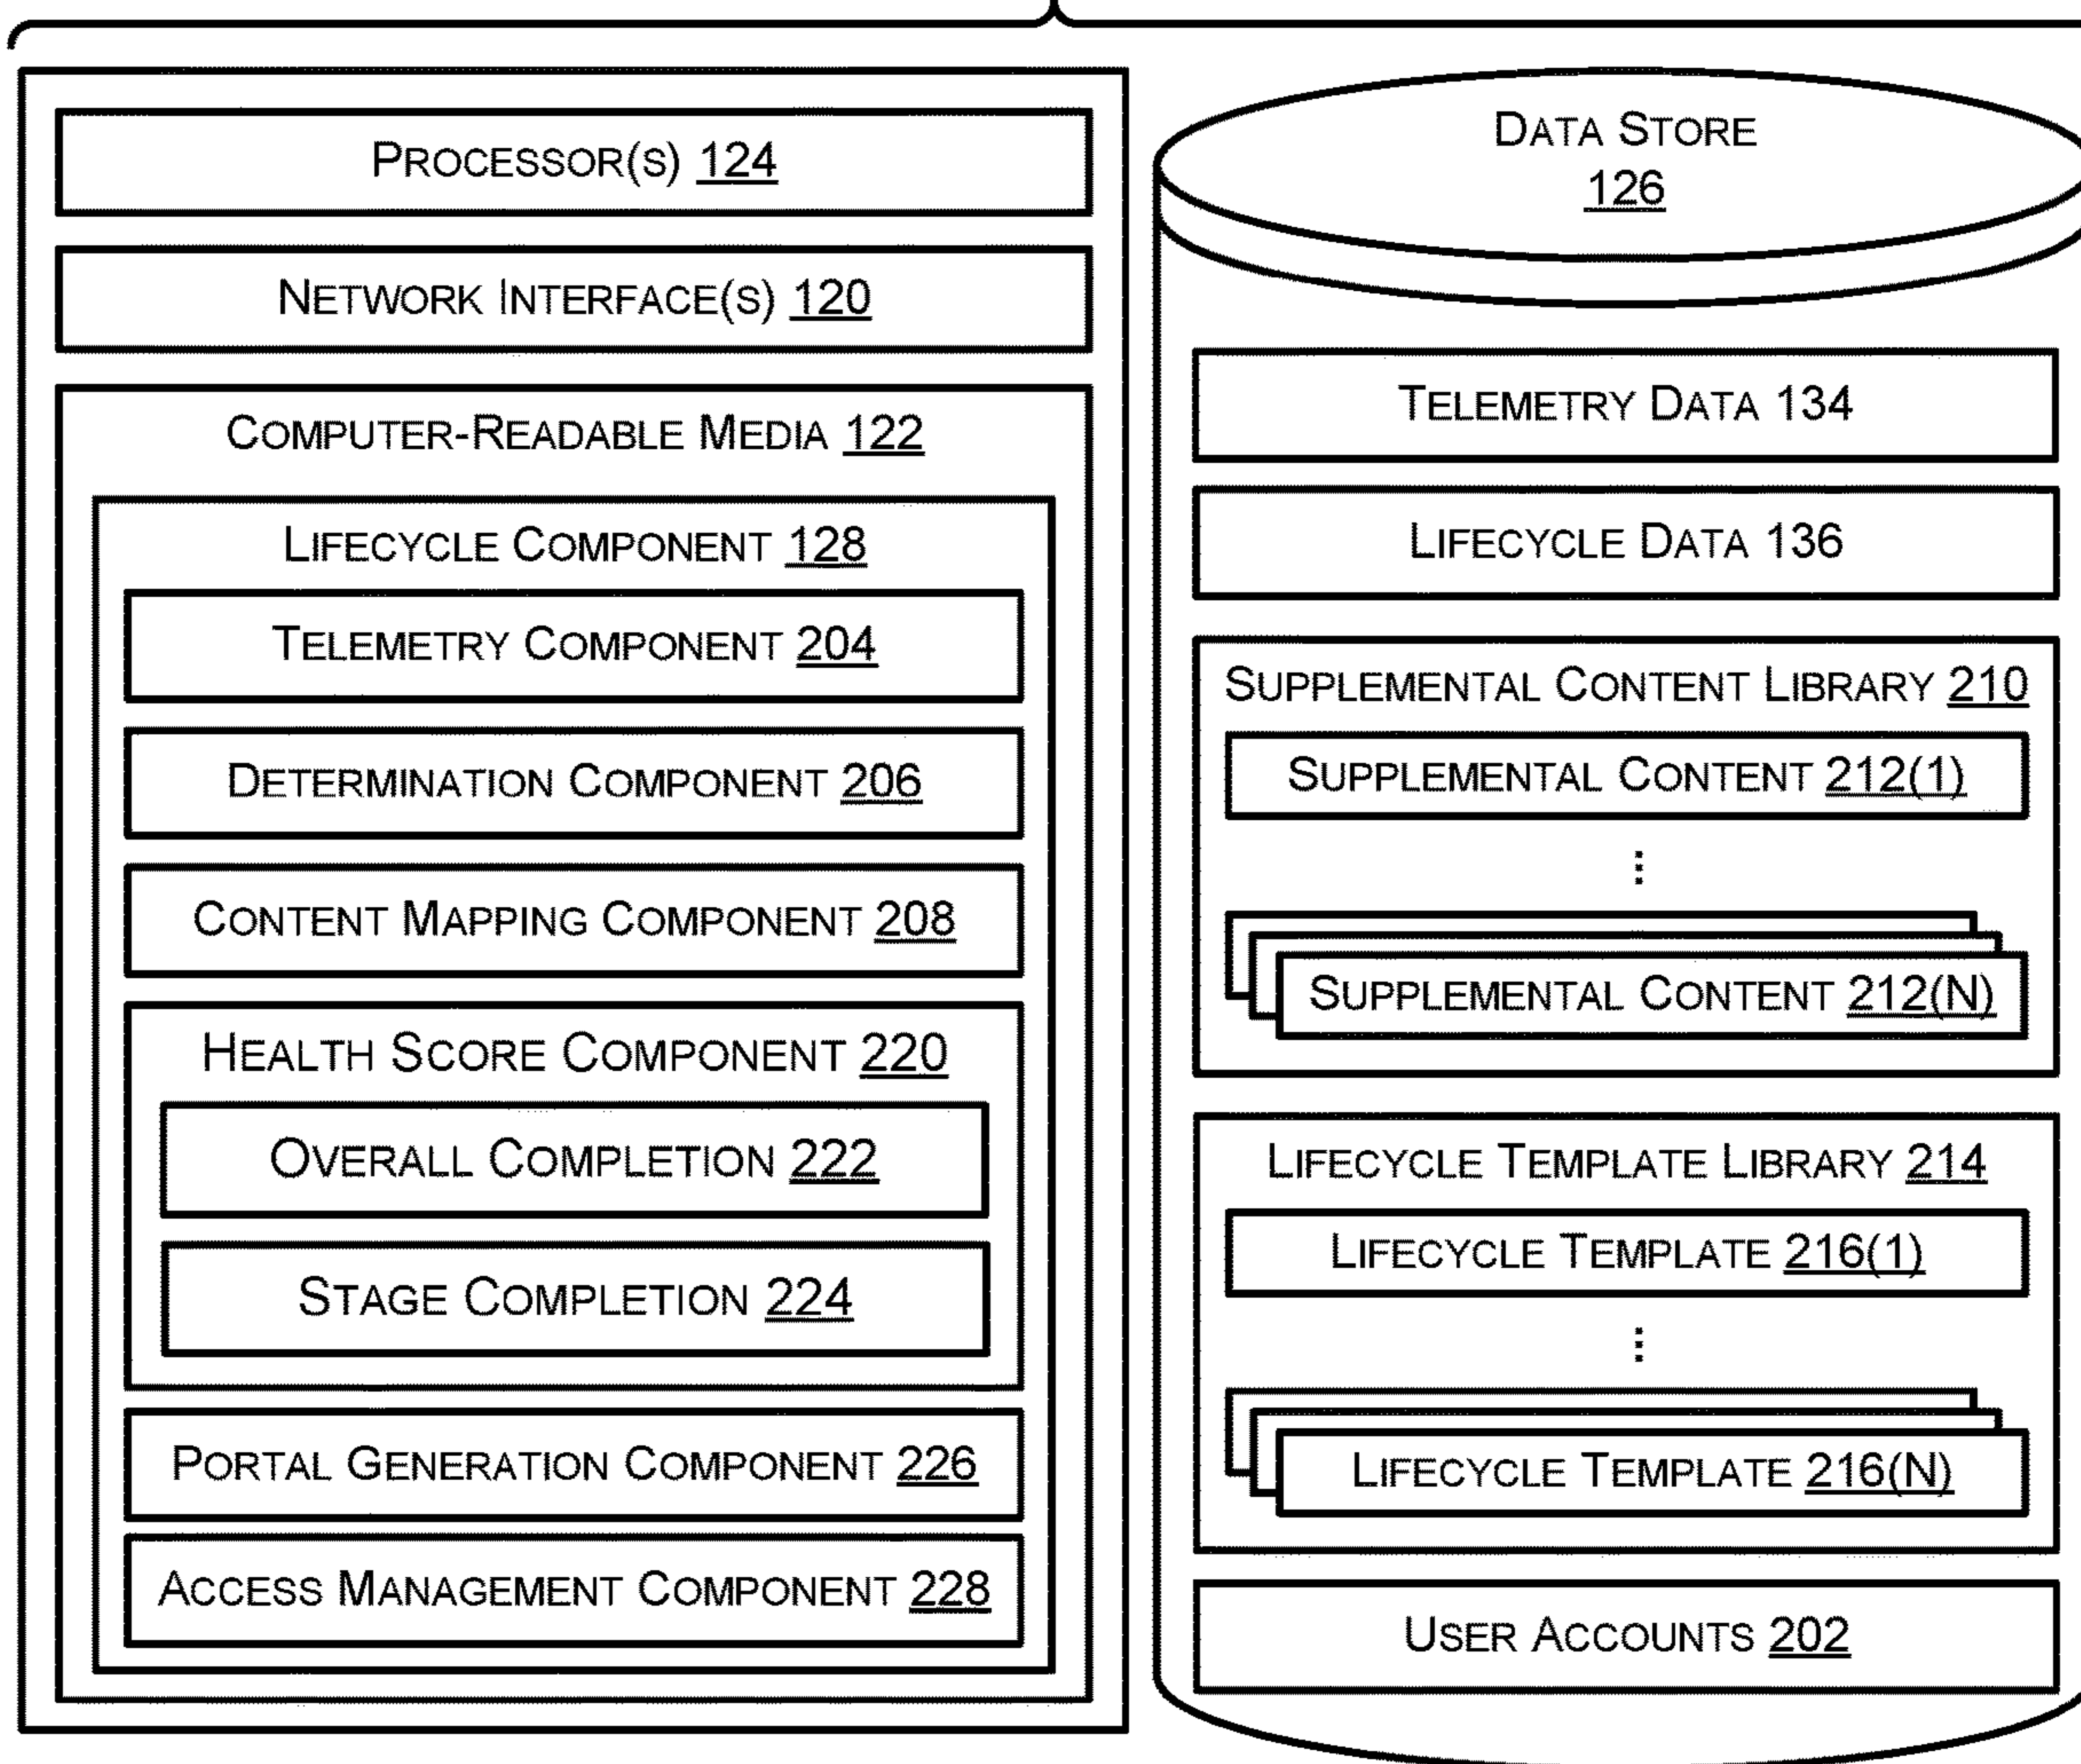 PROCESSOR(S) 124
NETWORK INTERFACE(S) 120
COMPUTER-READABLE MEDIA 122
LIFECYCLE COMPONENT 128
TELEMETRY COMPONENT 204
DETERMINATION COMPONENT 206
CONTENT MAPPING COMPONENT 208
HEALTH SCORE COMPONENT 220
OVERALL COMPLETION 222
STAGE COMPLETION 224
PORTAL GENERATION COMPONENT 226
ACCESS MANAGEMENT COMPONENT 228
DATA STORE
126
TELEMETRY DATA 134
LIFECYCLE DATA 136
SUPPLEMENTAL CONTENT LIBRARY 210
SUPPLEMENTAL CONTENT 212(1)
⋮
SUPPLEMENTAL CONTENT 212(N)
LIFECYCLE TEMPLATE LIBRARY 214
LIFECYCLE TEMPLATE 216(1)
⋮
LIFECYCLE TEMPLATE 216(N)
USER ACCOUNTS 202